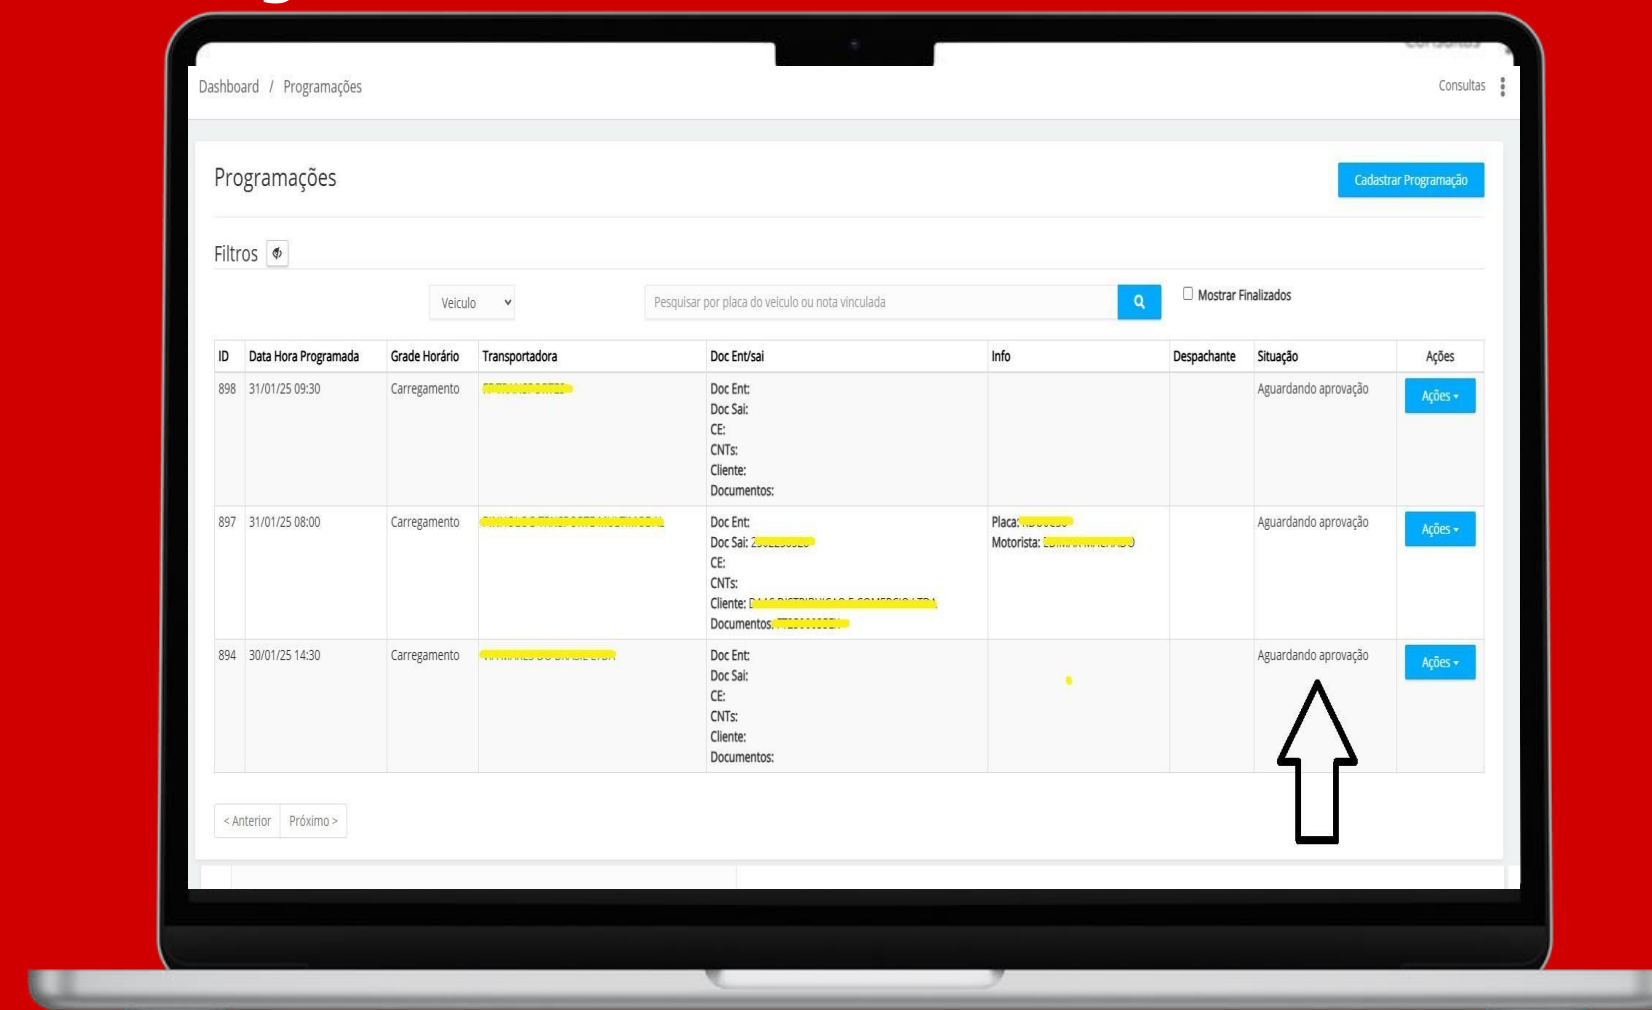 Consultas
Dashboard / Programações
Consultas
Programações
Cadastrar Programação
Filtros
Veiculo
Pesquisar por placa do veiculo ou nota vinculada
Mostrar Finalizados
ID Data Hora Programada Grade Horário Transportadora Doc Ent/sai Info Despachante Situação Ações
898 31/01/25 09:30 Carregamento Doc Ent: Aguardando aprovação Ações
Doc Sai:
CE:
CNTs:
Cliente:
Documentos:
897 31/01/25 08:00 Carregamento Doc Ent: Placa: Aguardando aprovação Ações
Doc Sai: Motorista:
CE:
CNTs:
Cliente:
Documentos:
894 30/01/25 14:30 Carregamento Doc Ent: Aguardando aprovação Ações
Doc Sai:
CE:
CNTs:
Cliente:
Documentos:
< Anterior Próximo >